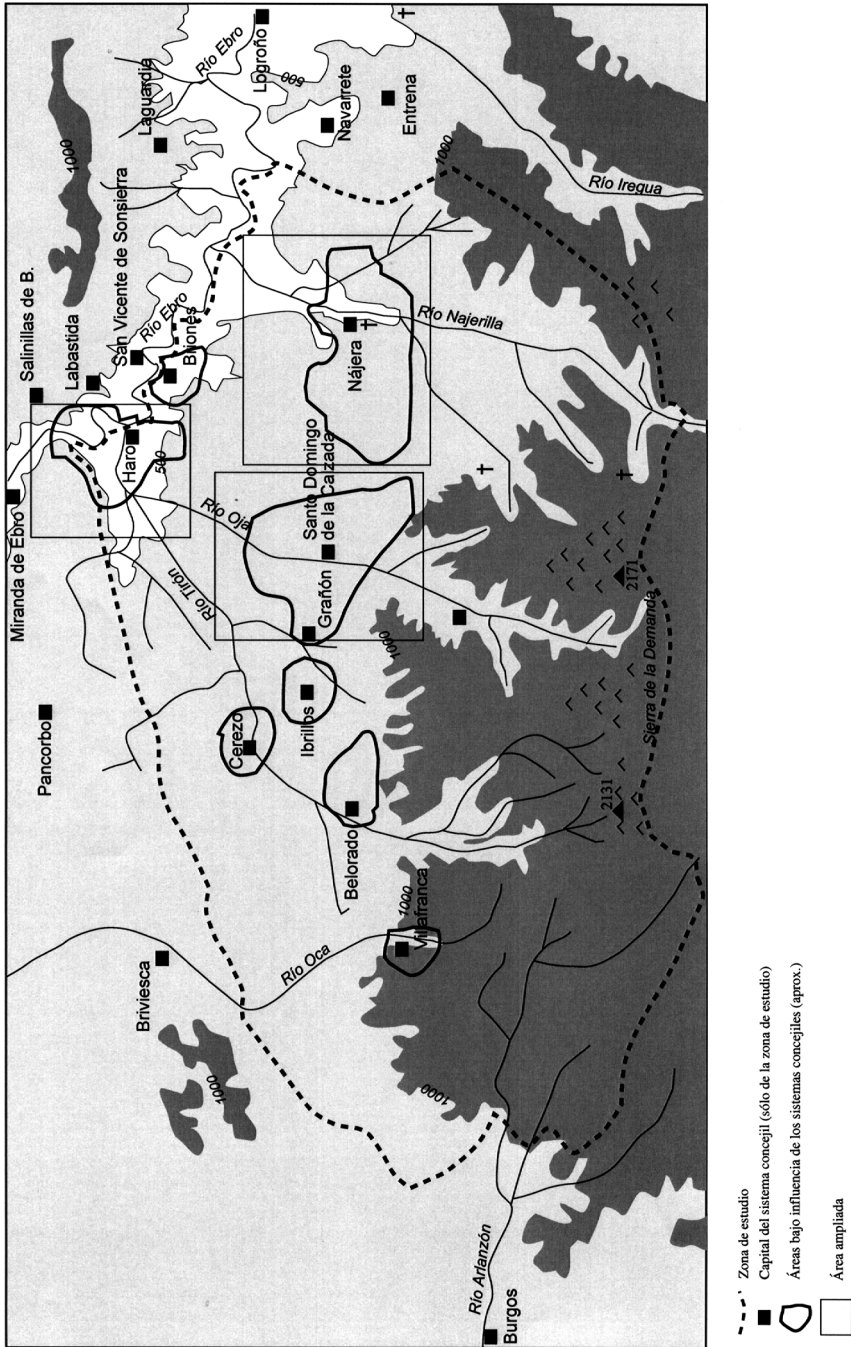 Miranda de Ebro
Salinillas de B.
Labastida
San Vicente de Sonsierra
Laguardia
1000
Río Ebro
Logroño
500
Navarrete
Entrena
Río Ebro
Briones
Haro
500
Pancorbo
Río Tirón
Río Oja
Santo Domingo
de la Calzada
Grañón
Nájera
Río Najerilla
1000
Río Iregua
Briviesca
1000
Cerezo
Ibrillos
Belorado
1000
Río Oca
Villafranca
1000
1000
2131
2171
Sierra de la Demanda
Río Arlanzón
Burgos
Zona de estudio
Capital del sistema concejil (sólo de la zona de estudio)
Áreas bajo influencia de los sistemas concejiles (aprox.)
Área ampliada